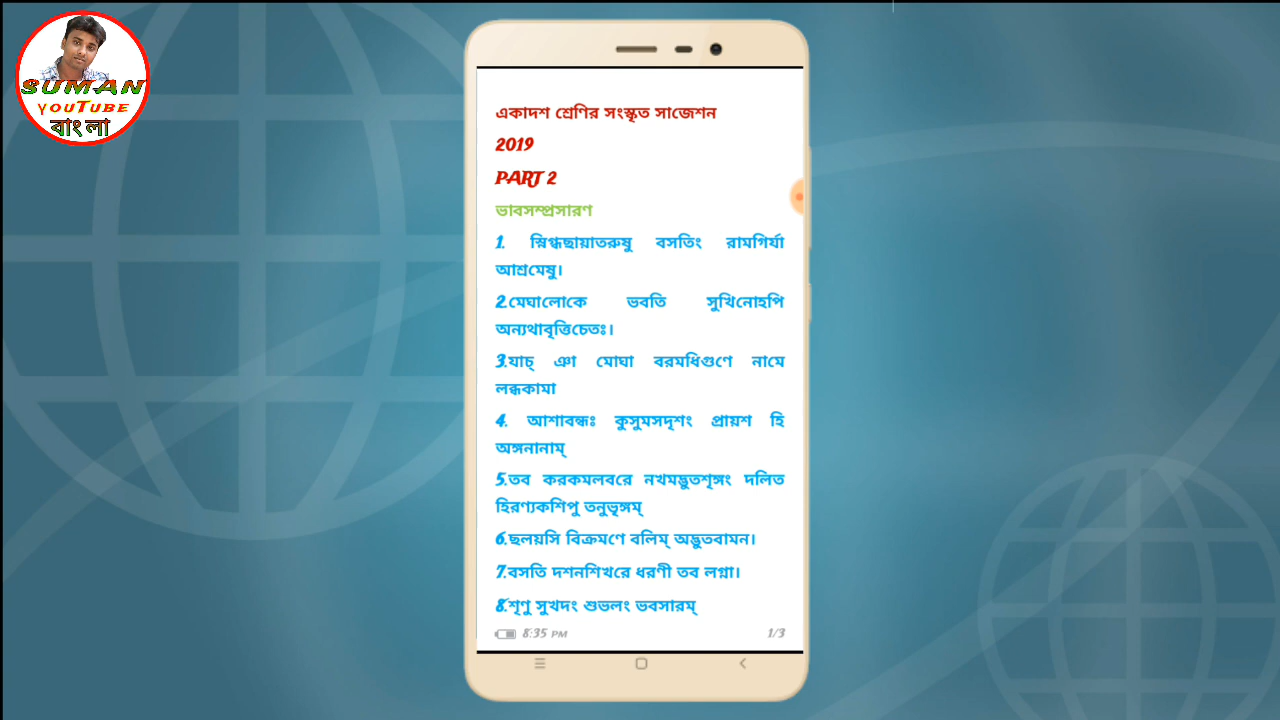 SUMAN
YOUTUBE
বাংলা
একাদশ শ্রেণির সংস্কৃত সাজেশন
2019
PART 2
ভাবসম্প্রসারণ
1. স্নিগ্ধছায়াতরুষু বসতিং রামগির্যা
আশ্রমেষু।
2.মেঘালোকে ভবতি সুখিনোহপি
অন্যথাবৃত্তিচেতঃ।
3.যাচ্ ঞা মোঘা বরমধিগুণে নামে
লব্ধকামা
4. আশাবন্ধঃ কুসুমসদৃশং প্রায়শ হি
অঙ্গনানাম্
5.তব করকমলবরে নখমদ্ভুতশৃঙ্গং দলিত
হিরণ্যকশিপু তনুভৃঙ্গম্
6.ছলয়সি বিক্রমণে বলিম্ অদ্ভুতবামন।
7.বসতি দশনশিখরে ধরণী তব লগ্না।
8.শৃণু সুখদং শুভলং ভবসারম্
8:35 PM 1/3